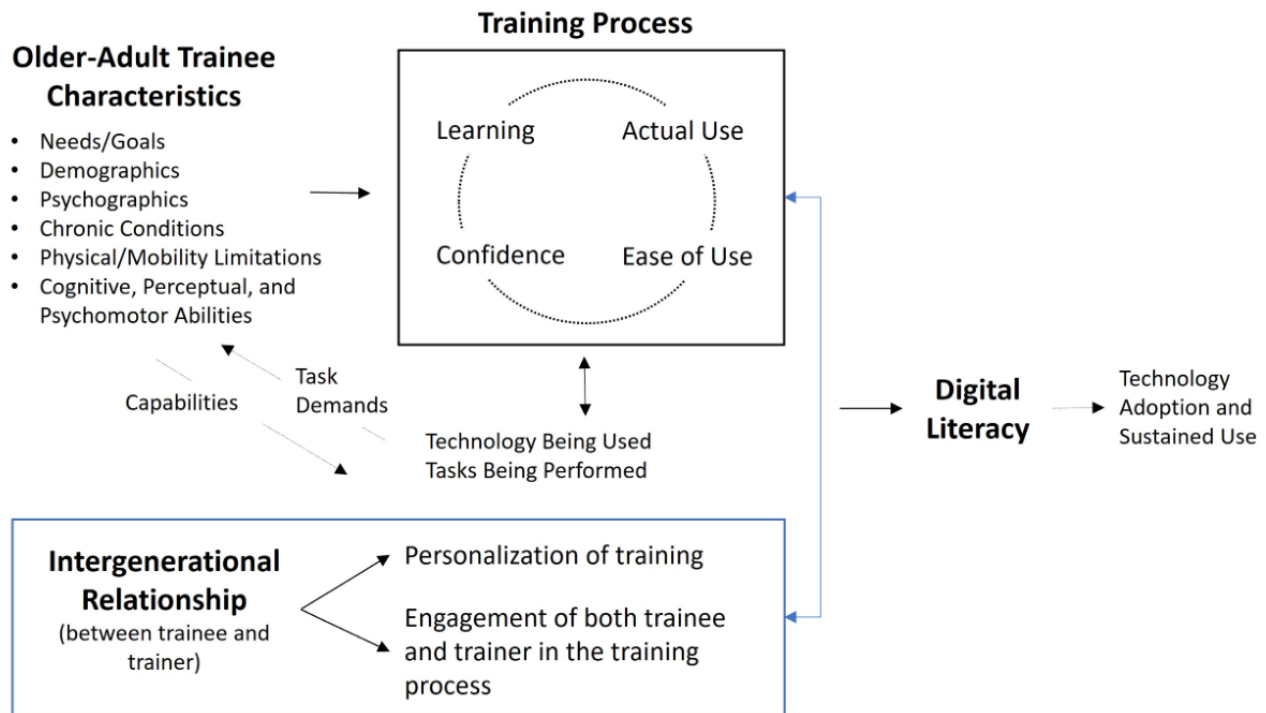 Training Process
Older-Adult Trainee
Characteristics
• Needs/Goals
• Demographics
• Psychographics
• Chronic Conditions
• Physical/Mobility Limitations
• Cognitive, Perceptual, and
Psychomotor Abilities
Learning
Actual Use
Confidence
Ease of Use
Capabilities
Task
Demands
Technology Being Used
Tasks Being Performed
Digital
Literacy
Technology
Adoption and
Sustained Use
Intergenerational
Relationship
(between trainee and
trainer)
Personalization of training
Engagement of both trainee
and trainer in the training
process